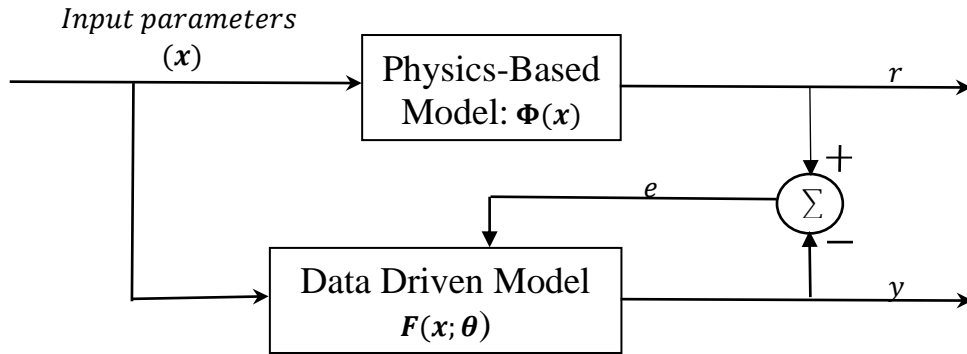 Input parameters
(x)
Physics-Based
Model: Φ(x)
r
+
e
∑
−
Data Driven Model
F(x; θ)
y